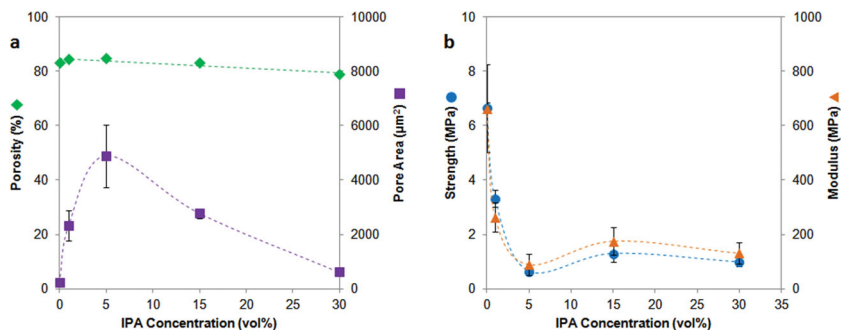 a
100
80
60
40
20
0
Porosity (%)
10000
8000
6000
4000
2000
0
Pore Area (µm²)
0 5 10 15 20 25 30
IPA Concentration (vol%)
b
8
6
4
2
0
Strength (MPa)
1000
800
600
400
200
0
Modulus (MPa)
0 5 10 15 20 25 30 35
IPA Concentration (vol%)